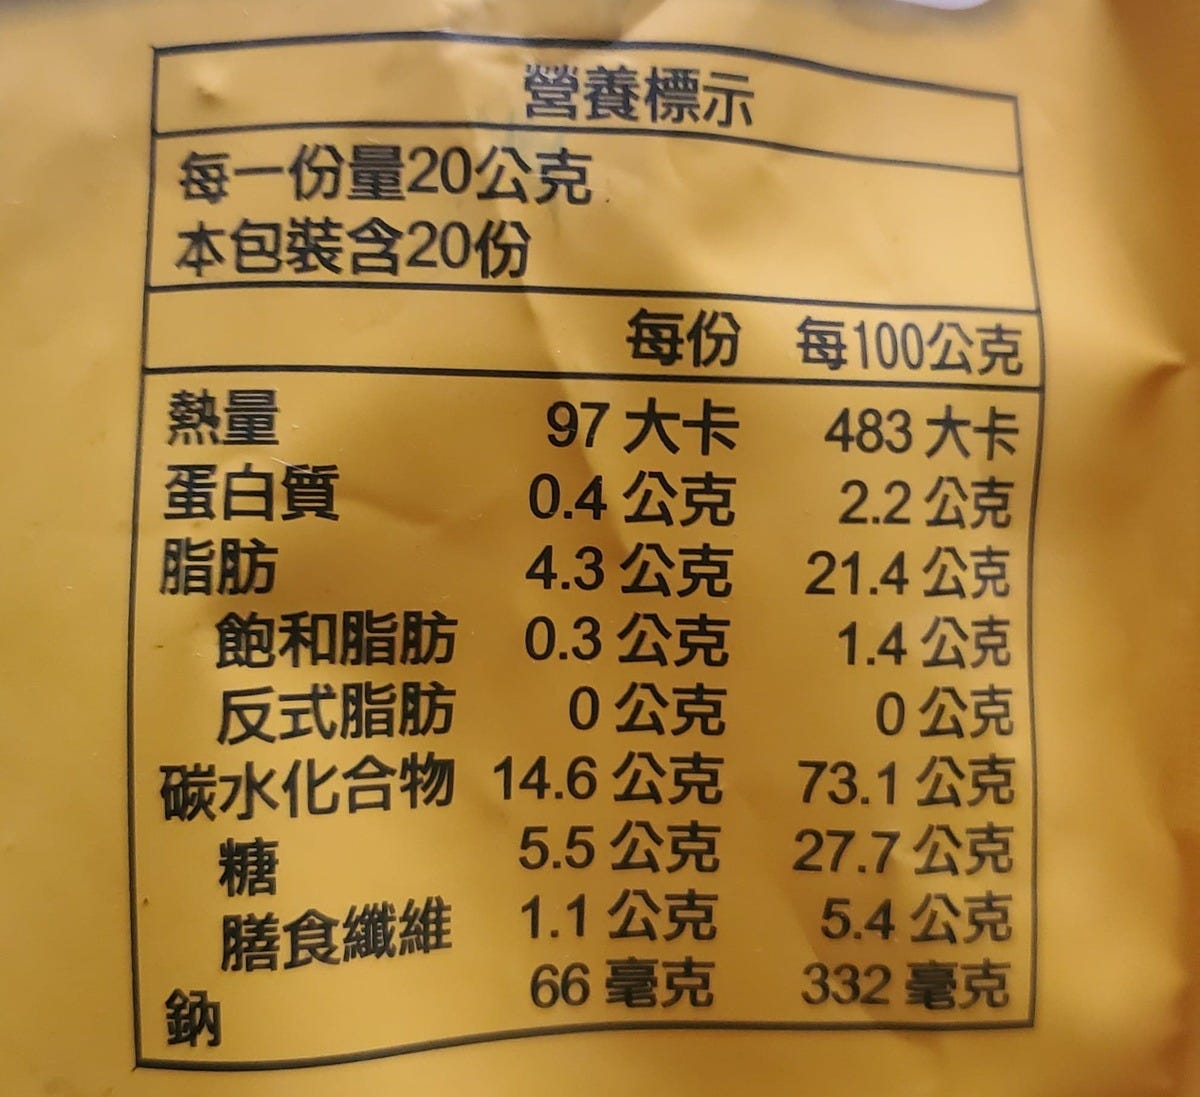 營養標示
每一份量20公克
本包裝含20份
每份 每100公克
熱量 97 大卡 483 大卡
蛋白質 0.4 公克 2.2 公克
脂肪 4.3 公克 21.4 公克
飽和脂肪 0.3 公克 1.4 公克
反式脂肪 0 公克 0 公克
碳水化合物 14.6 公克 73.1 公克
糖 5.5 公克 27.7 公克
膳食纖維 1.1 公克 5.4 公克
鈉 66 毫克 332 毫克